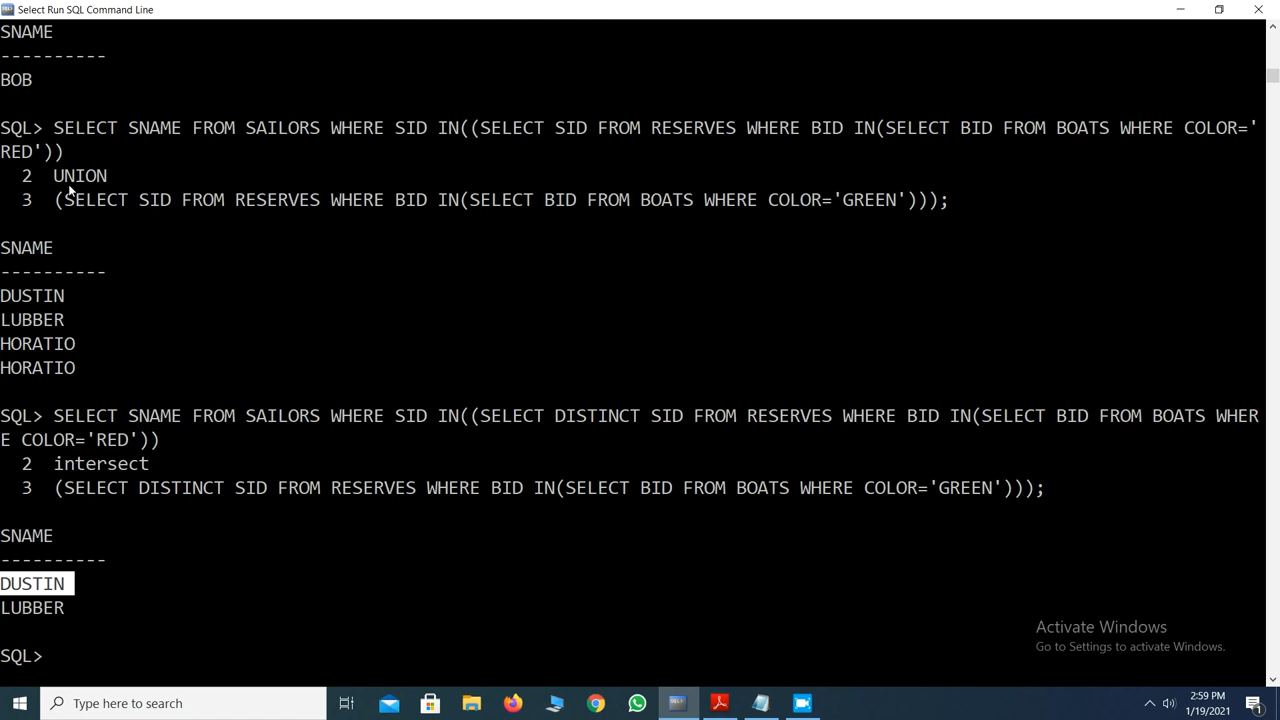 Select Run SQL Command Line
SNAME
----------
BOB
SQL> SELECT SNAME FROM SAILORS WHERE SID IN((SELECT SID FROM RESERVES WHERE BID IN(SELECT BID FROM BOATS WHERE COLOR='
RED'))
2 UNION
3 (SELECT SID FROM RESERVES WHERE BID IN(SELECT BID FROM BOATS WHERE COLOR='GREEN')));
SNAME
----------
DUSTIN
LUBBER
HORATIO
HORATIO
SQL> SELECT SNAME FROM SAILORS WHERE SID IN((SELECT DISTINCT SID FROM RESERVES WHERE BID IN(SELECT BID FROM BOATS WHER
E COLOR='RED'))
2 intersect
3 (SELECT DISTINCT SID FROM RESERVES WHERE BID IN(SELECT BID FROM BOATS WHERE COLOR='GREEN')));
SNAME
----------
DUSTIN
LUBBER
SQL>
Activate Windows
Go to Settings to activate Windows.
Type here to search
2:59 PM
1/19/2021
1